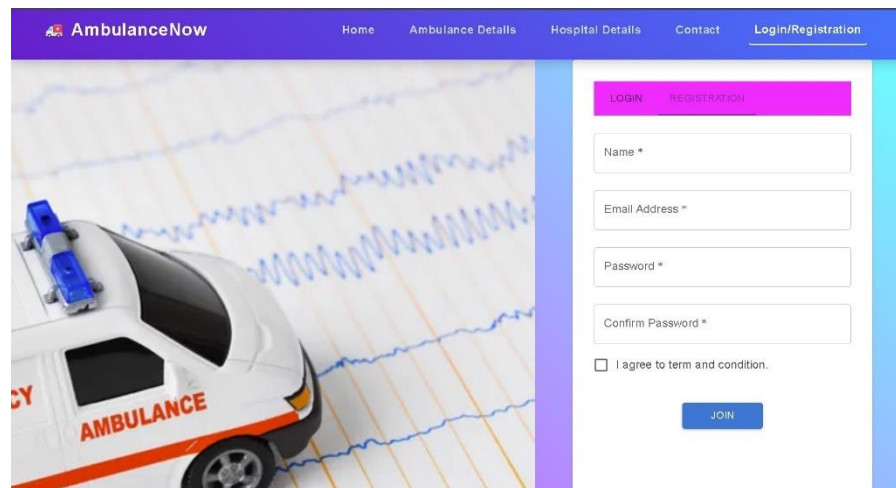 AmbulanceNow
Home
Ambulance Details
Hospital Details
Contact
Login/Registration
LOGIN
REGISTRATION
Name *
Email Address *
Password *
Confirm Password *
I agree to term and condition.
JOIN
CY
AMBULANCE